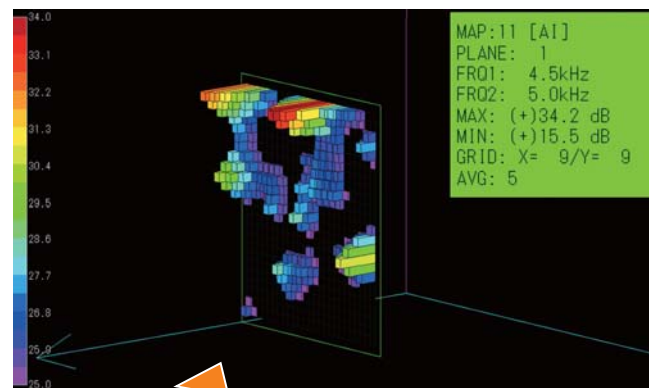 34.0
33.1
32.2
31.3
30.4
29.5
28.6
27.7
26.8
25.9
25.0
MAP:11 [AI]
PLANE: 1
FRQ1: 4.5kHz
FRQ2: 5.0kHz
MAX: (+)34.2 dB
MIN: (+)15.5 dB
GRID: X= 9/Y= 9
AVG: 5